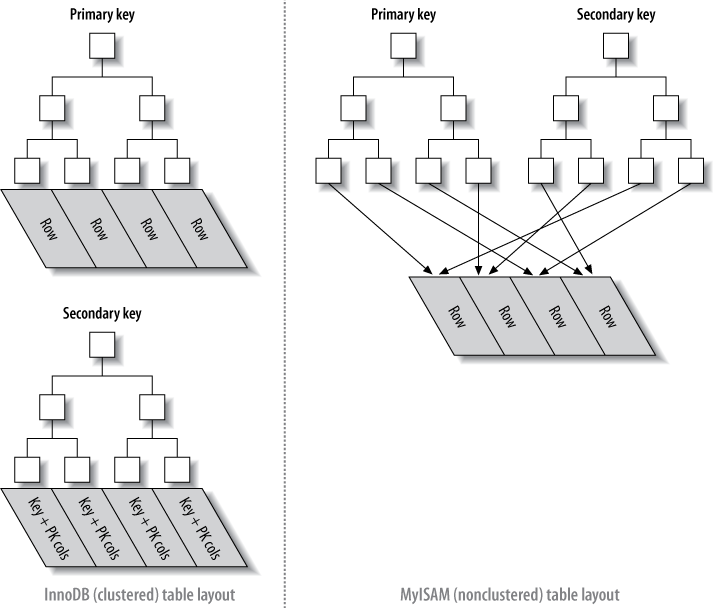 Primary key
Row
Row
Row
Row
Secondary key
Key + PK cols
Key + PK cols
Key + PK cols
Key + PK cols
InnoDB (clustered) table layout
Primary key
Secondary key
Row
Row
Row
Row
MyISAM (nonclustered) table layout